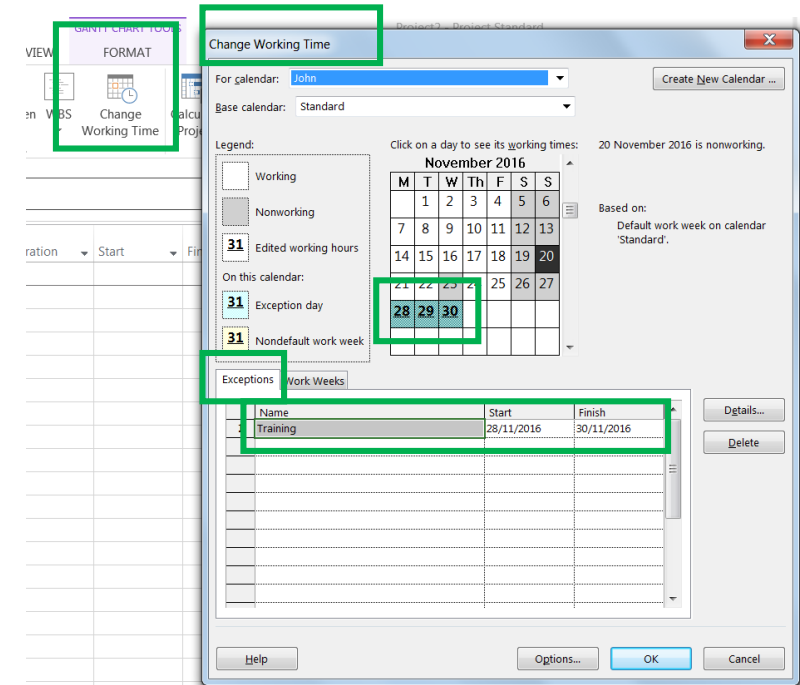 GANTT CHART TOOLS
Project2 - Project Standard
VIEW
FORMAT
en
WBS
Change
Working Time
Calcu
Proje
ration
Start
Fin
Change Working Time
For calendar:
John
Create New Calendar ...
Base calendar:
Standard
Legend:
Working
Nonworking
31
Edited working hours
On this calendar:
31
Exception day
31
Nondefault work week
Click on a day to see its working times:
November 2016
M T W Th F S S
1 2 3 4 5 6
7 8 9 10 11 12 13
14 15 16 17 18 19 20
21 22 23 24 25 26 27
28 29 30
20 November 2016 is nonworking.
Based on:
Default work week on calendar
'Standard'.
Exceptions
Work Weeks
Name Start Finish
Training 28/11/2016 30/11/2016
Details...
Delete
Help
Options...
OK
Cancel